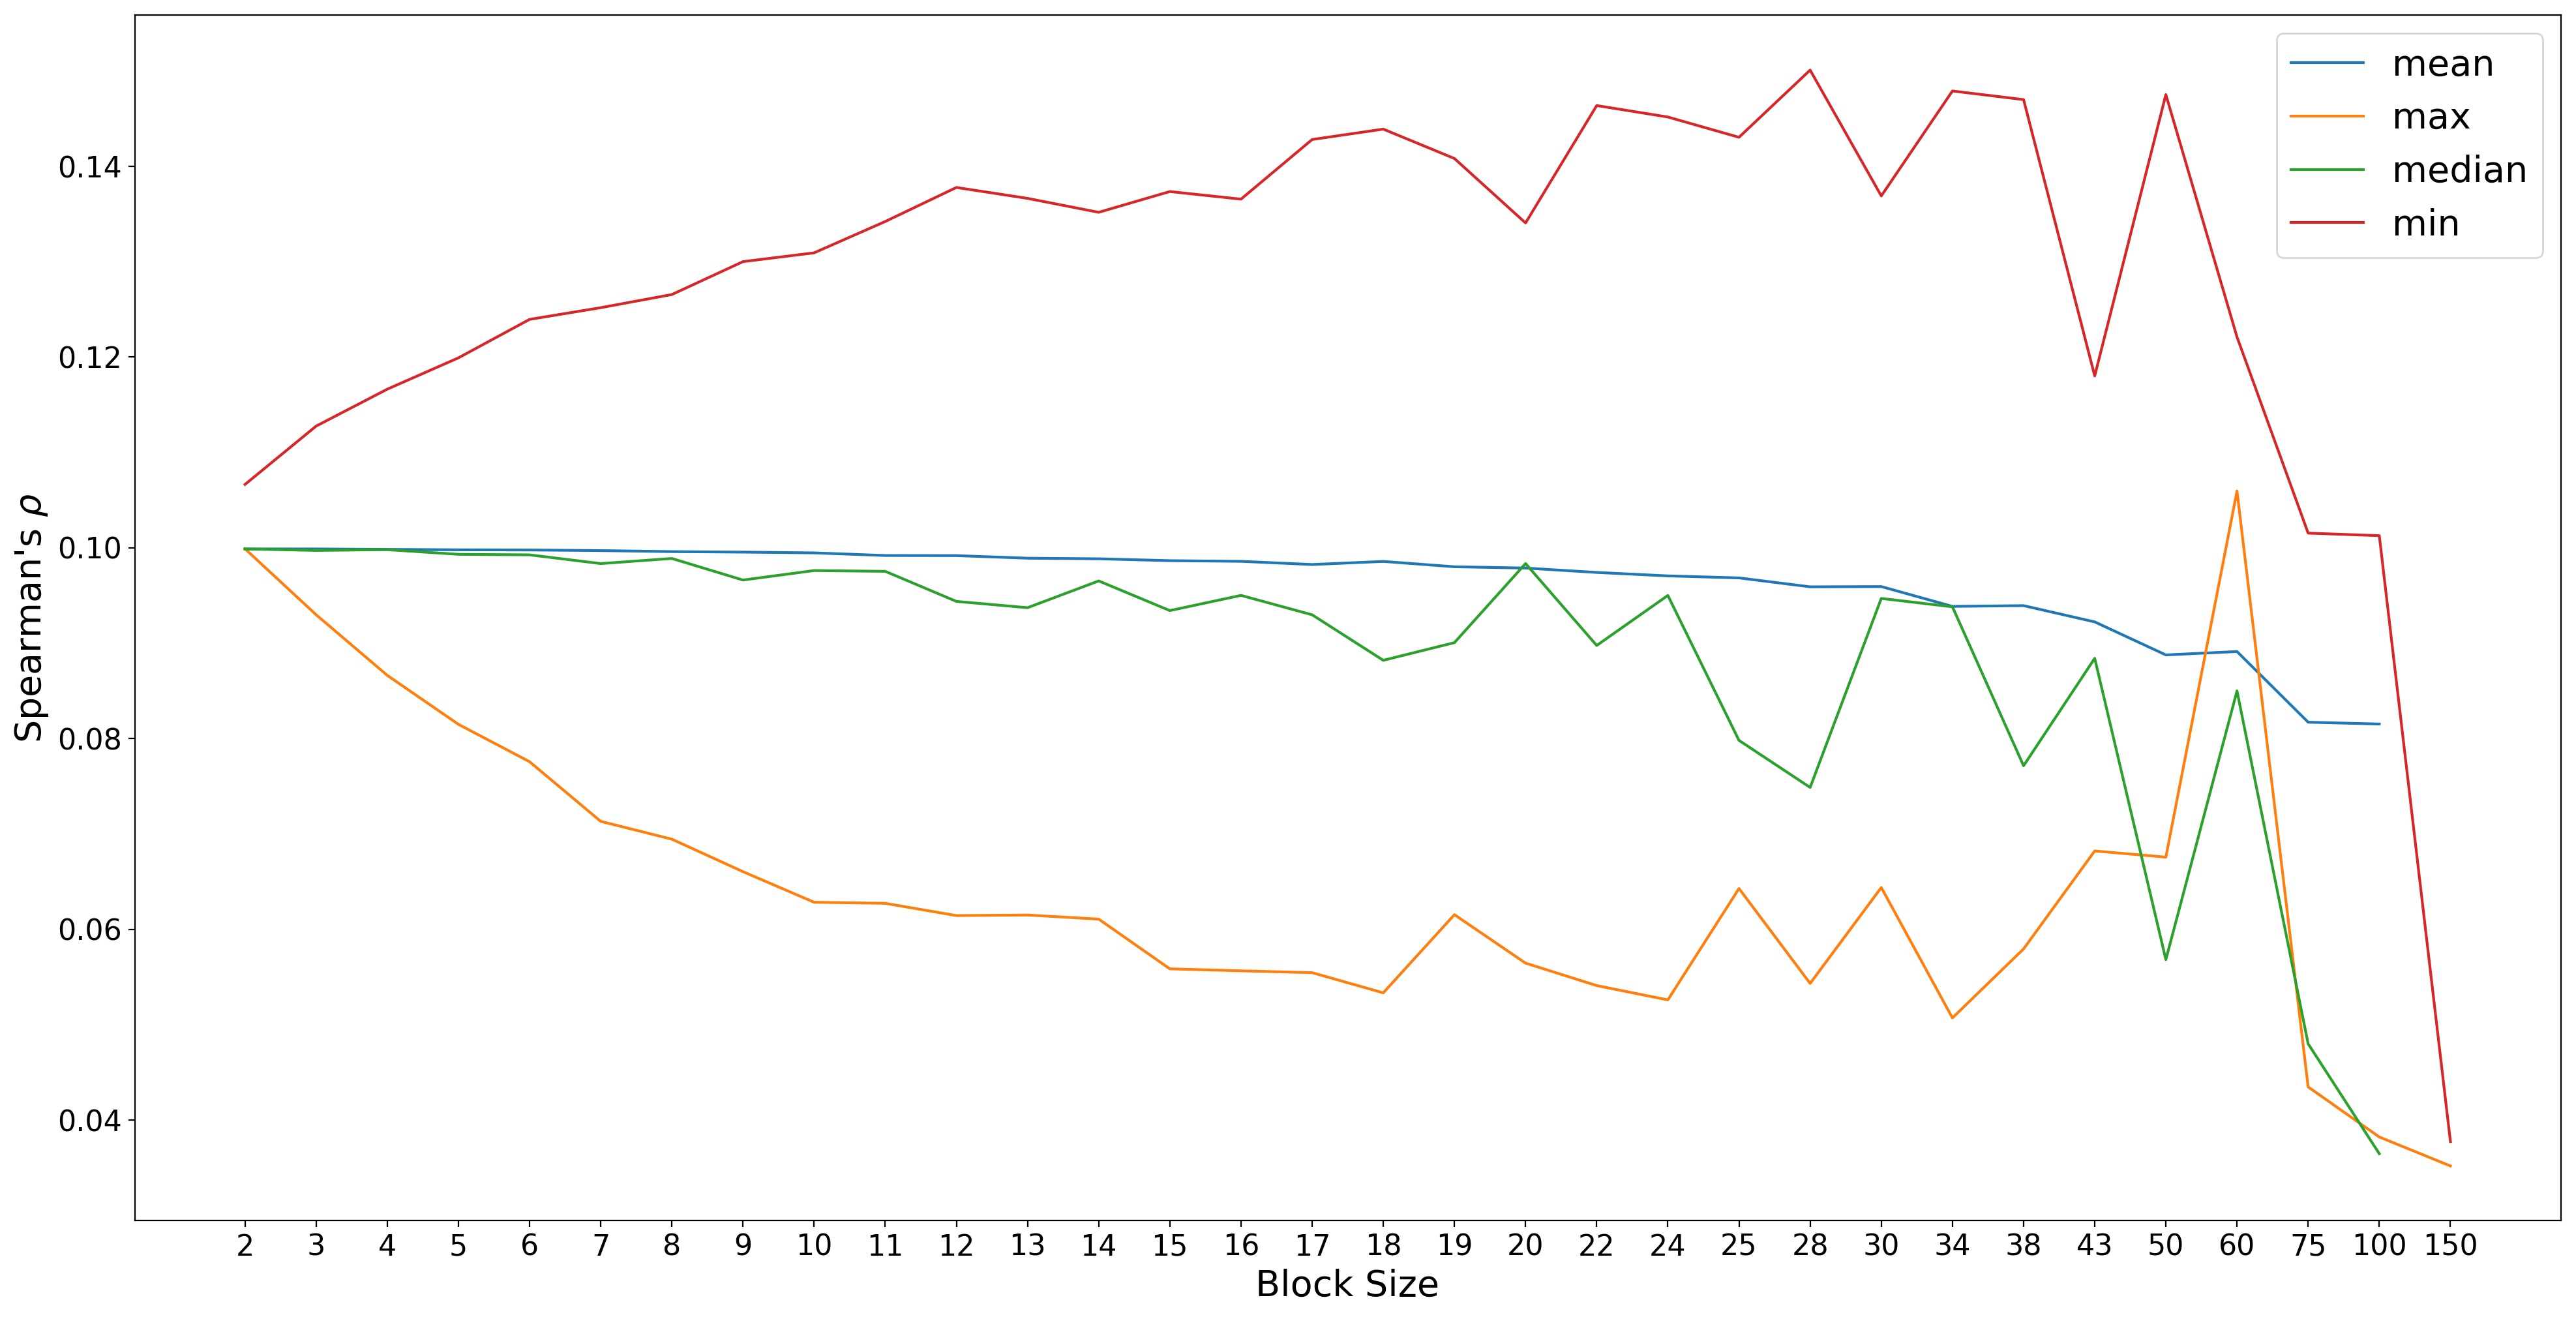 mean
max
median
min
0.14
0.12
0.10
0.08
0.06
0.04
Spearman's ρ
2 3 4 5 6 7 8 9 10 11 12 13 14 15 16 17 18 19 20 22 24 25 28 30 34 38 43 50 60 75 100 150
Block Size